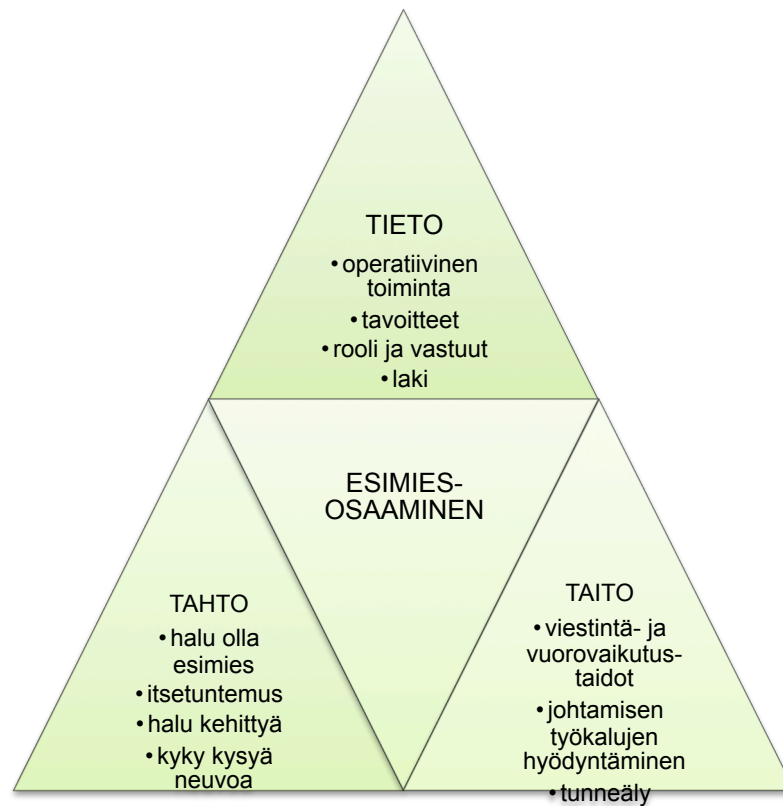 TIETO
• operatiivinen
toiminta
• tavoitteet
• rooli ja vastuut
• laki
ESIMIES-
OSAAMINEN
TAHTO
• halu olla
esimies
• itsetuntemus
• halu kehittyä
• kyky kysyä
neuvoa
TAITO
• viestintä- ja
vuorovaikutus-
taidot
• johtamisen
työkalujen
hyödyntäminen
• tunneäly